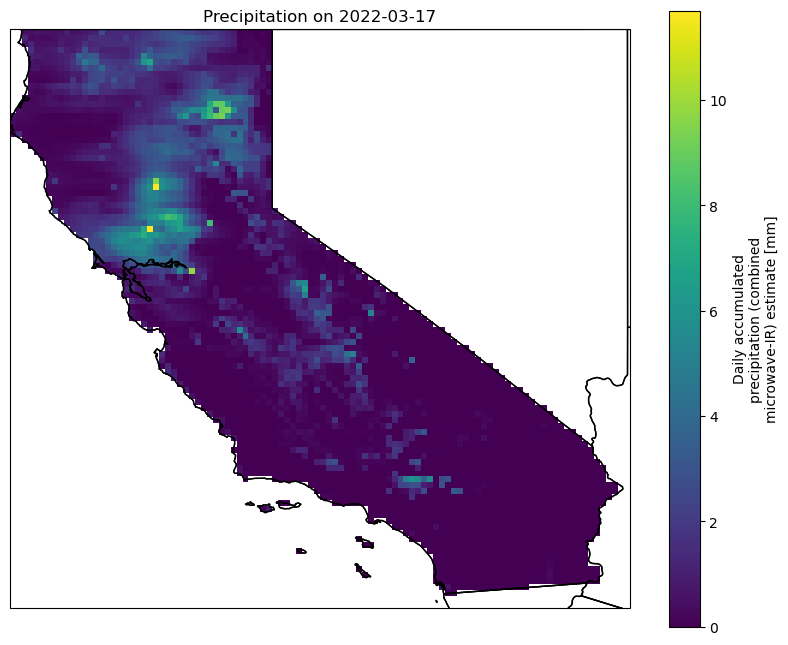 Precipitation on 2022-03-17
10
8
6
4
2
0
Daily accumulated
precipitation (combined
microwave-IR) estimate [mm]